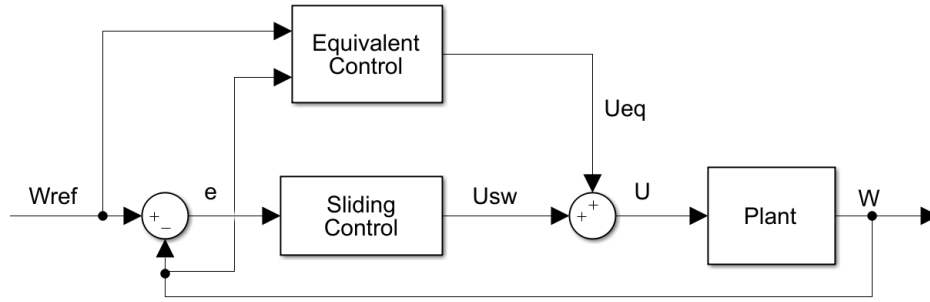 Equivalent
Control
Ueq
Wref
+
−
e
Sliding
Control
Usw
+
+
U
Plant
W